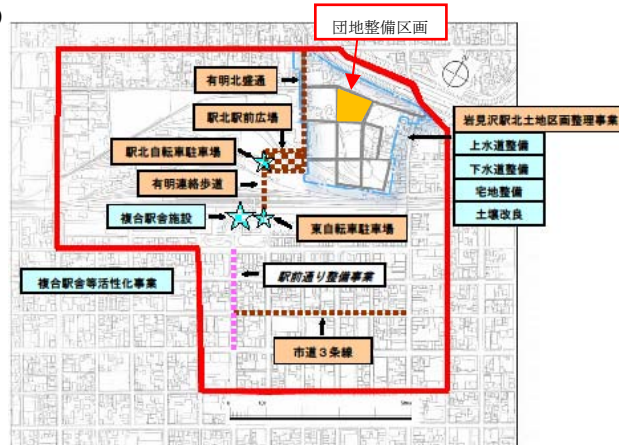 団地整備区画
有明北盛通
駅北駅前広場
岩見沢駅北土地区画整理事業
上水道整備
下水道整備
宅地整備
土壌改良
駅北自転車駐車場
有明連絡歩道
複合駅舎施設
東自転車駐車場
複合駅舎等活性化事業
駅前通り整備事業
市道３条線